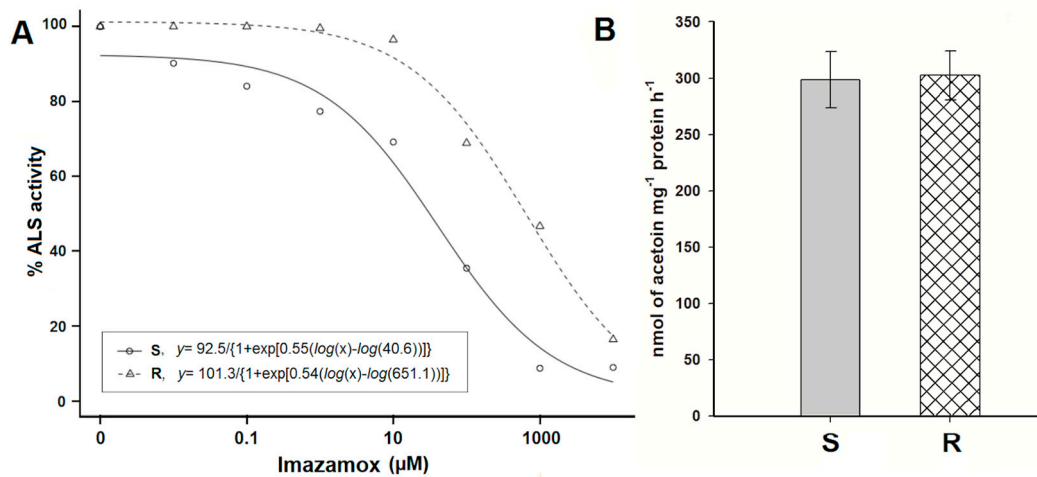 A
% ALS activity
100
80
60
40
20
0
S, y= 92.5/{1+exp[0.55(log(x)-log(40.6))]}
R, y= 101.3/{1+exp[0.54(log(x)-log(651.1))]}
0 0.1 10 1000
Imazamox (µM)
B
nmol of acetoin mg⁻¹ protein h⁻¹
350
300
250
200
150
100
50
0
S R